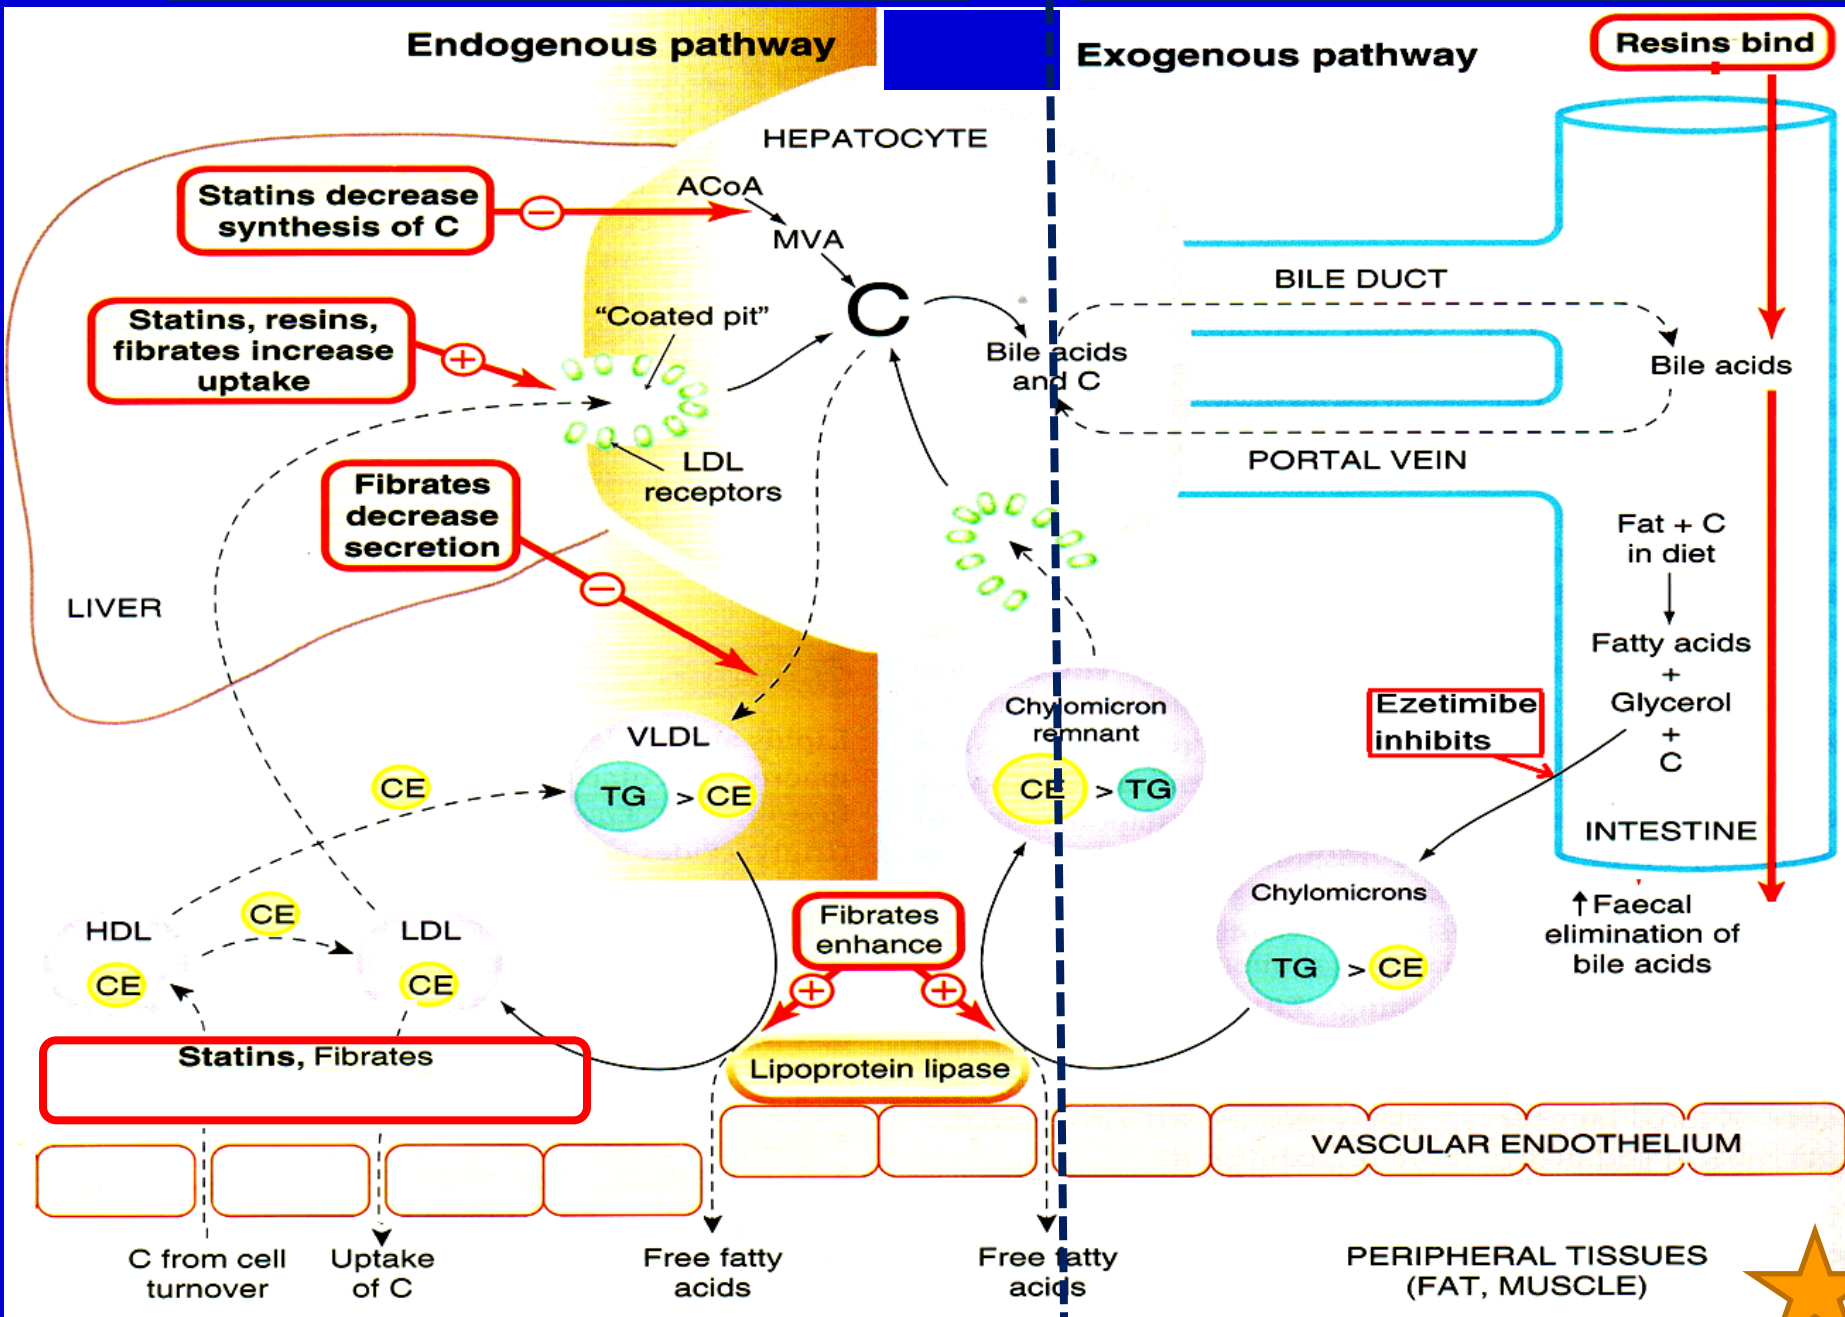 Endogenous pathway
Exogenous pathway
Resins bind
HEPATOCYTE
Statins decrease
synthesis of C
ACoA
MVA
C
BILE DUCT
"Coated pit"
Statins, resins,
fibrates increase
uptake
Bile acids
and C
Bile acids
PORTAL VEIN
LDL
receptors
Fibrates
decrease
secretion
LIVER
Fat + C
in diet
Fatty acids
+
Glycerol
+
C
Ezetimibe
inhibits
INTESTINE
VLDL
TG > CE
Chylomicron
remnant
CE > TG
CE
CE
HDL
CE
LDL
CE
Fibrates
enhance
Chylomicrons
TG > CE
↑Faecal
elimination of
bile acids
Statins, Fibrates
Lipoprotein lipase
VASCULAR ENDOTHELIUM
C from cell
turnover
Uptake
of C
Free fatty
acids
Free fatty
acids
PERIPHERAL TISSUES
(FAT, MUSCLE)